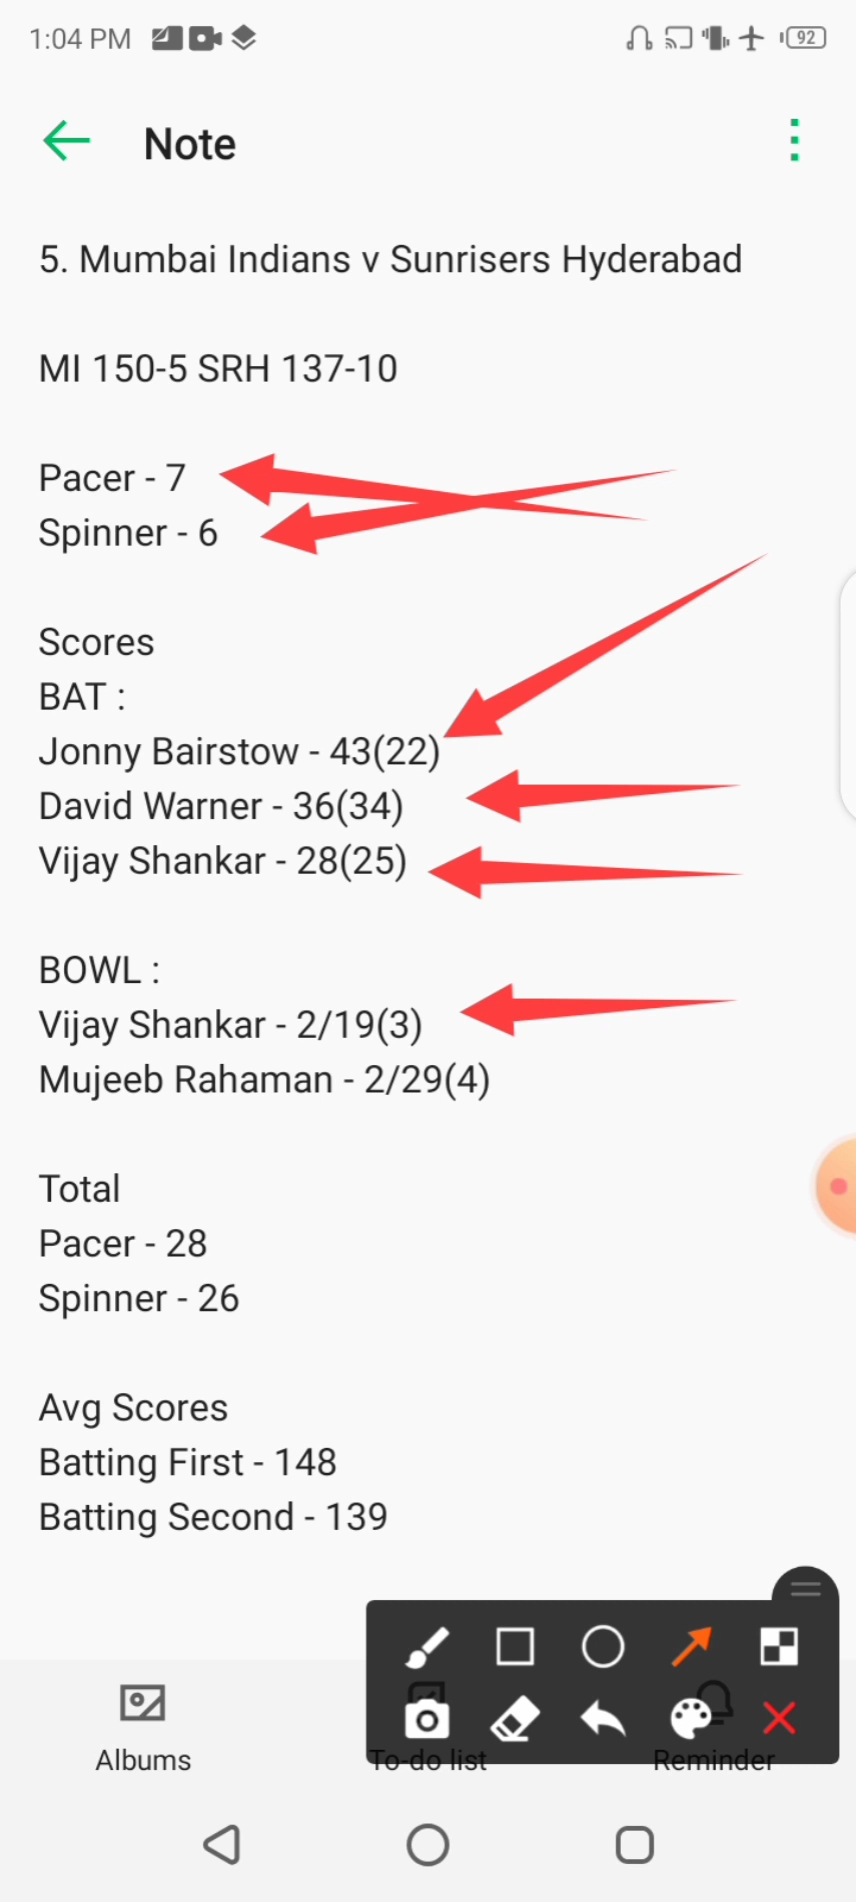 1:04 PM
92
Note
5. Mumbai Indians v Sunrisers Hyderabad
MI 150-5 SRH 137-10
Pacer - 7
Spinner - 6
Scores
BAT :
Jonny Bairstow - 43(22)
David Warner - 36(34)
Vijay Shankar - 28(25)
BOWL :
Vijay Shankar - 2/19(3)
Mujeeb Rahaman - 2/29(4)
Total
Pacer - 28
Spinner - 26
Avg Scores
Batting First - 148
Batting Second - 139
Albums
To-do list
Reminder